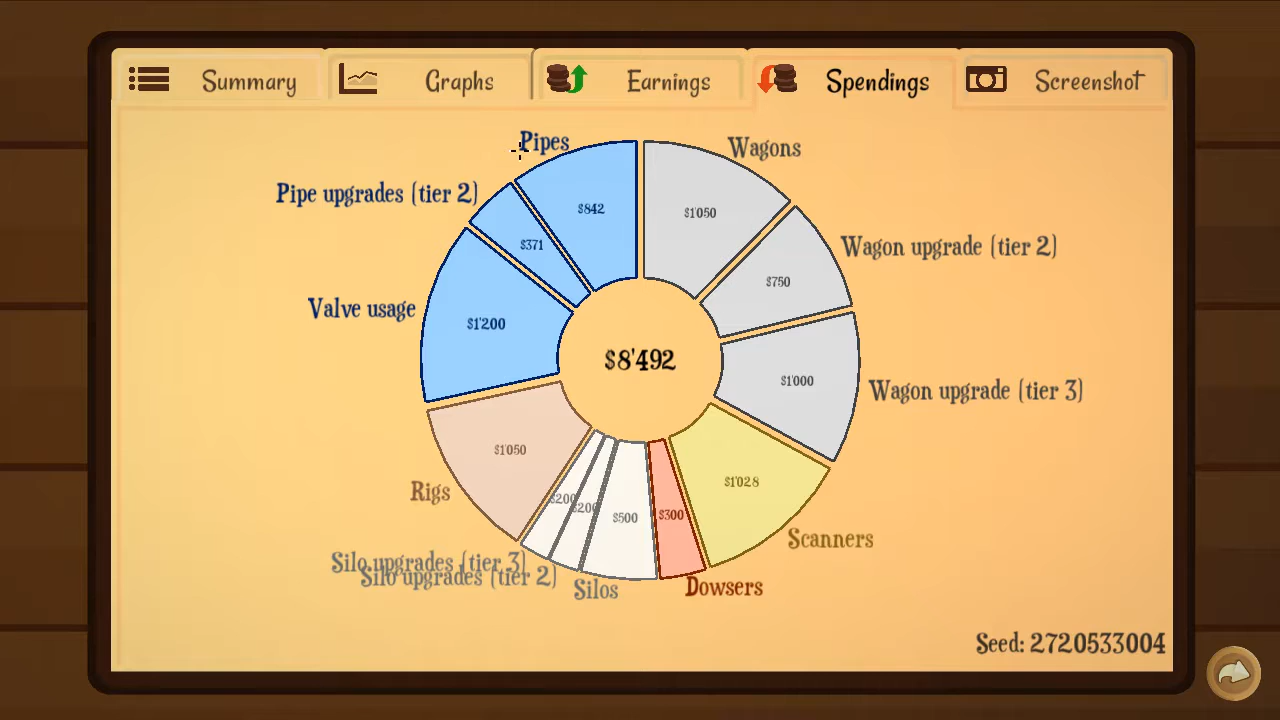 Summary
Graphs
Earnings
Spendings
Screenshot
Pipes
Wagons
Pipe upgrades (tier 2)
$842
$1'050
$371
Wagon upgrade (tier 2)
$750
Valve usage
$1'200
$8'492
$1'000
Wagon upgrade (tier 3)
$1'050
$1'028
Rigs
$200
$200
$500
$300
Scanners
Silo upgrades (tier 3)
Silo upgrades (tier 2)
Silos
Dowsers
Seed: 2720533004